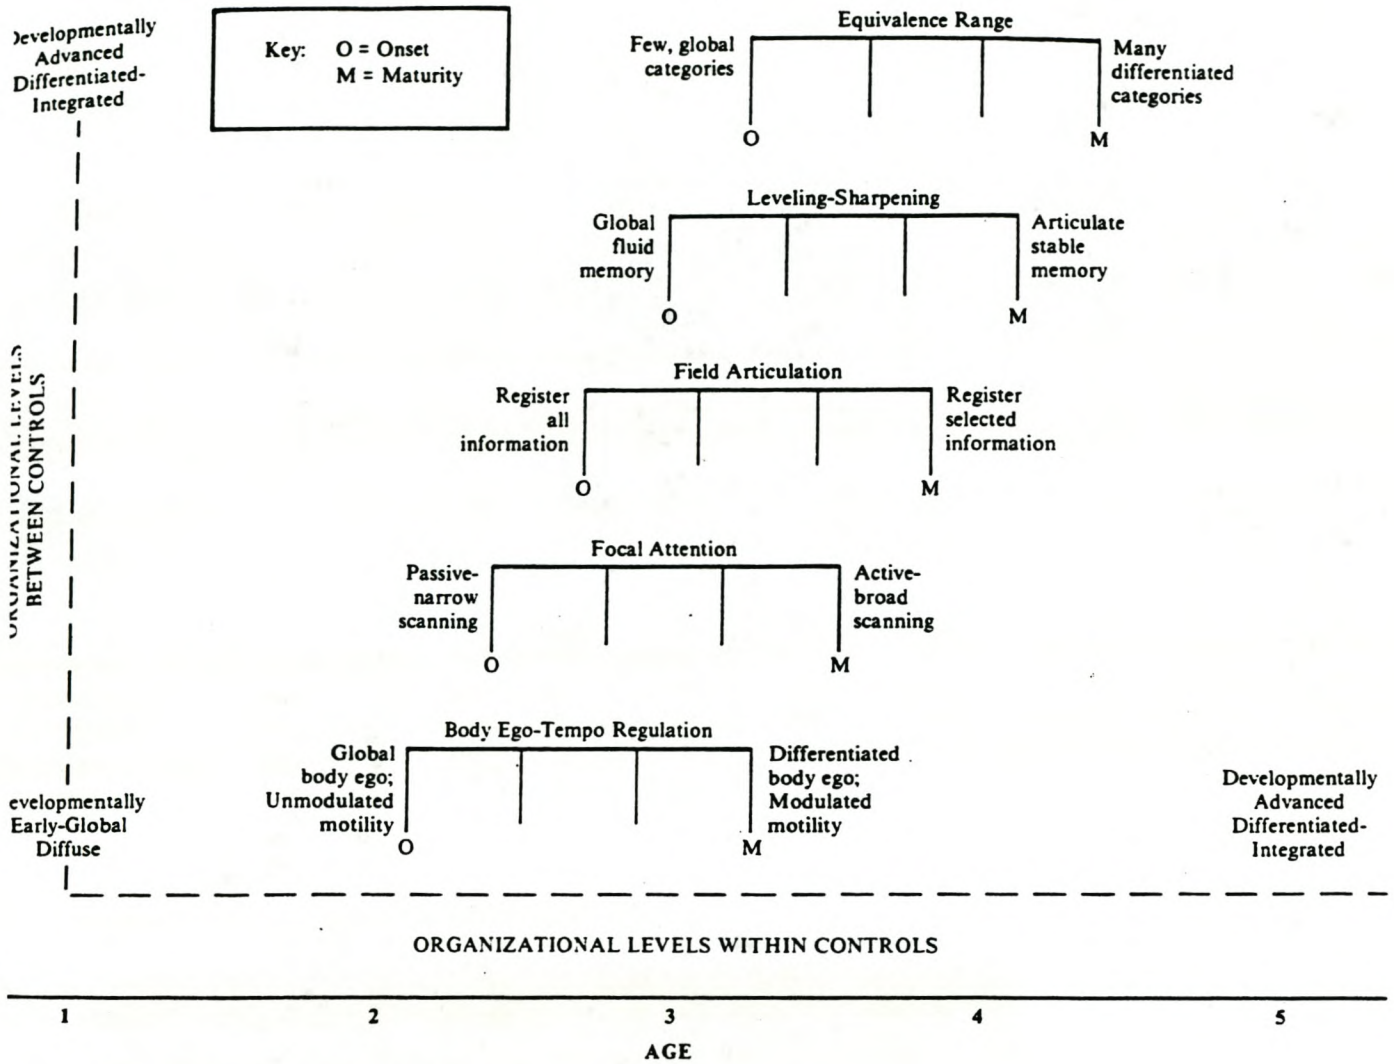 Developmentally
Advanced
Differentiated-
Integrated
Key: O = Onset
M = Maturity
Equivalence Range
Few, global
categories
Many
differentiated
categories
O
M
Leveling-Sharpening
Global
fluid
memory
Articulate
stable
memory
O
M
ORGANIZATIONAL LEVELS
BETWEEN CONTROLS
Field Articulation
Register
all
information
Register
selected
information
O
M
Focal Attention
Passive-
narrow
scanning
Active-
broad
scanning
O
M
Body Ego-Tempo Regulation
Global
body ego;
Unmodulated
motility
Differentiated
body ego;
Modulated
motility
O
M
evelopmentally
Early-Global
Diffuse
Developmentally
Advanced
Differentiated-
Integrated
ORGANIZATIONAL LEVELS WITHIN CONTROLS
1 2 3 4 5
AGE